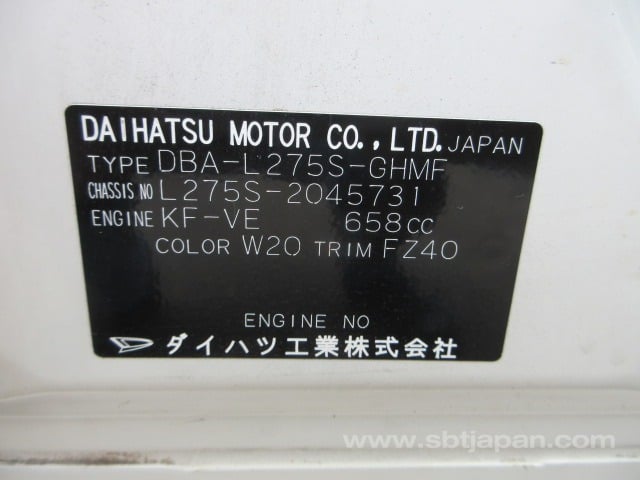 DAIHATSU MOTOR CO., LTD. JAPAN
TYPE DBA-L275S-GHMF
CHASSIS NO L275S-2045731
ENGINE KF-VE 658CC
COLOR W20 TRIM FZ40
ENGINE NO
ダイハツ工業株式会社
www.sbtjapan.com